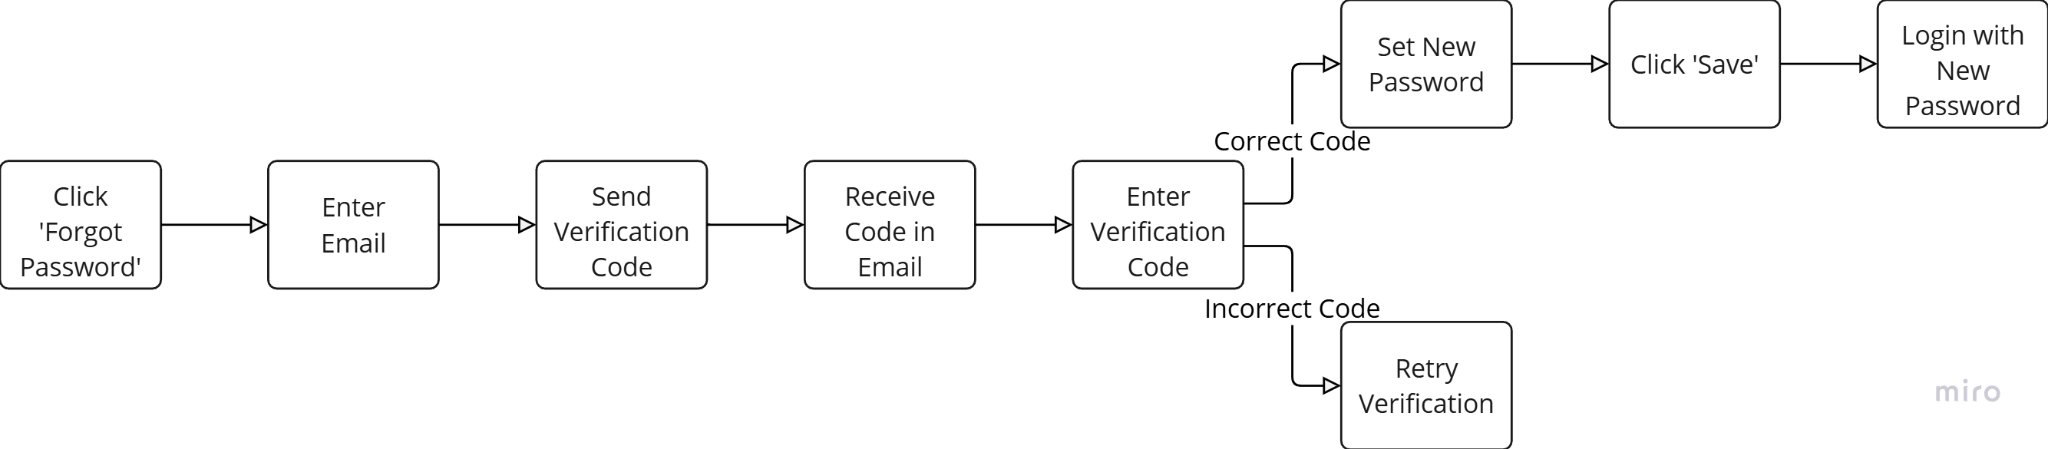 Click
'Forgot
Password'
Enter
Email
Send
Verification
Code
Receive
Code in
Email
Enter
Verification
Code
Correct Code
Set New
Password
Click 'Save'
Login with
New
Password
Incorrect Code
Retry
Verification
miro